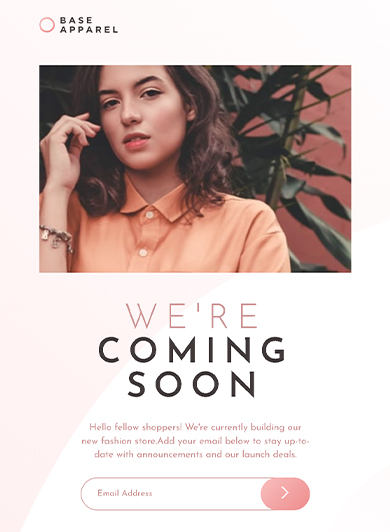 BASE
APPAREL
WE'RE
COMING
SOON
Hello fellow shoppers! We're currently building our
new fashion store.Add your email below to stay up-to-
date with announcements and our launch deals.
Email Address